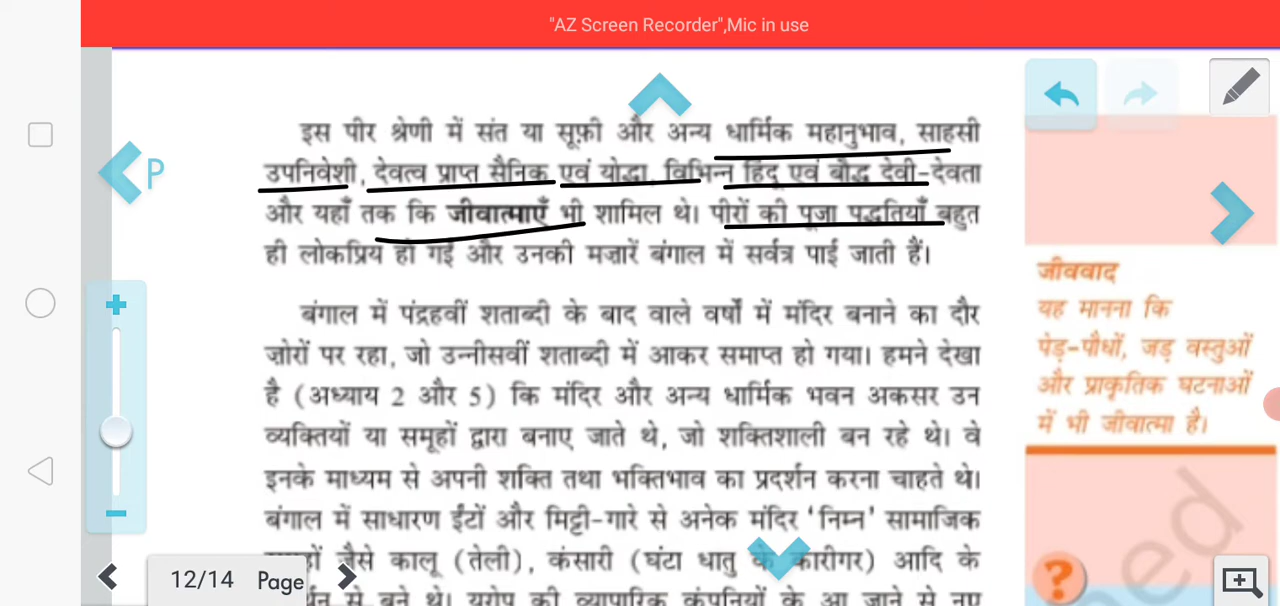 "AZ Screen Recorder",Mic in use
इस पीर श्रेणी में संत या सूफ़ी और अन्य धार्मिक महानुभाव, साहसी
उपनिवेशी, देवत्व प्राप्त सैनिक एवं योद्धा, विभिन्न हिंदू एवं बौद्ध देवी-देवता
और यहाँ तक कि जीवात्माएँ भी शामिल थे। पीरों की पूजा पद्धतियाँ बहुत
ही लोकप्रिय हो गईं और उनकी मज़ारें बंगाल में सर्वत्र पाई जाती हैं।
बंगाल में पंद्रहवीं शताब्दी के बाद वाले वर्षों में मंदिर बनाने का दौर
ज़ोरों पर रहा, जो उन्नीसवीं शताब्दी में आकर समाप्त हो गया। हमने देखा
है (अध्याय 2 और 5) कि मंदिर और अन्य धार्मिक भवन अकसर उन
व्यक्तियों या समूहों द्वारा बनाए जाते थे, जो शक्तिशाली बन रहे थे। वे
इनके माध्यम से अपनी शक्ति तथा भक्तिभाव का प्रदर्शन करना चाहते थे।
बंगाल में साधारण ईंटों और मिट्टी-गारे से अनेक मंदिर 'निम्न' सामाजिक
जैसे कालू (तेली), कंसारी (घंटा धातु के कारीगर) आदि के
से बने थे। यूरोप की व्यापारिक कंपनियों के आ जाने से नए
P
जीववाद
यह मानना कि
पेड़-पौधों, जड़ वस्तुओं
और प्राकृतिक घटनाओं
में भी जीवात्मा है।
?
12/14 Page